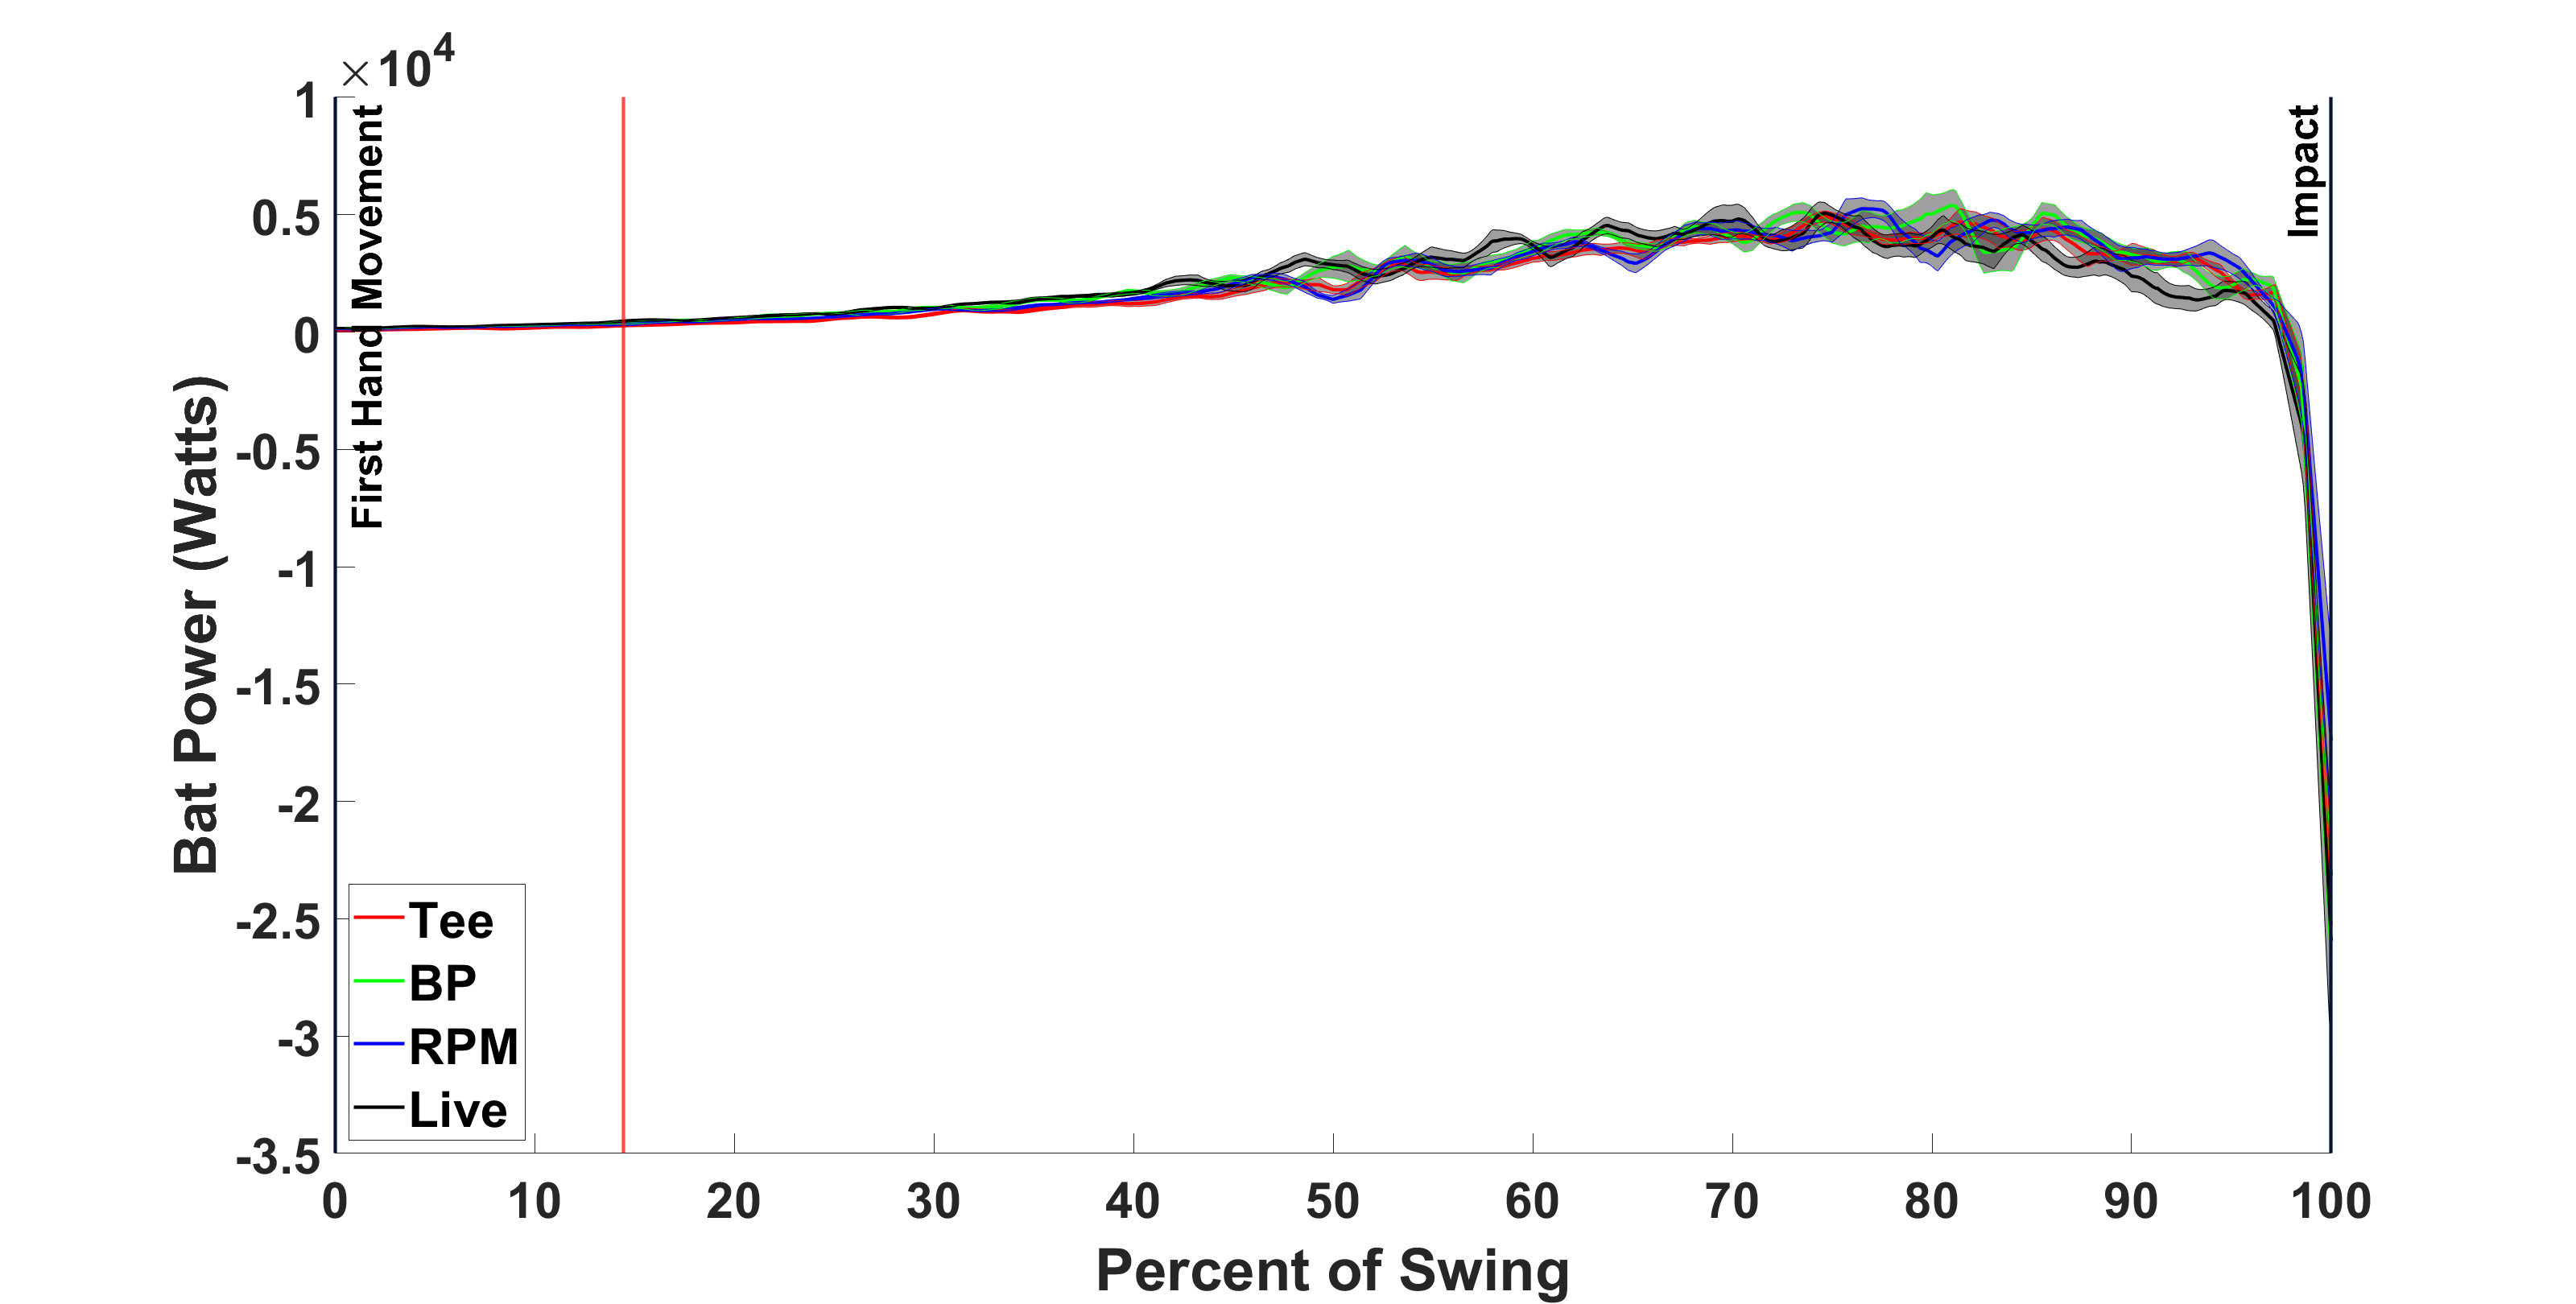 ×10⁴
1
0.5
0
-0.5
-1
-1.5
-2
-2.5
-3
-3.5
Bat Power (Watts)
First Hand Movement
Impact
Tee
BP
RPM
Live
0 10 20 30 40 50 60 70 80 90 100
Percent of Swing